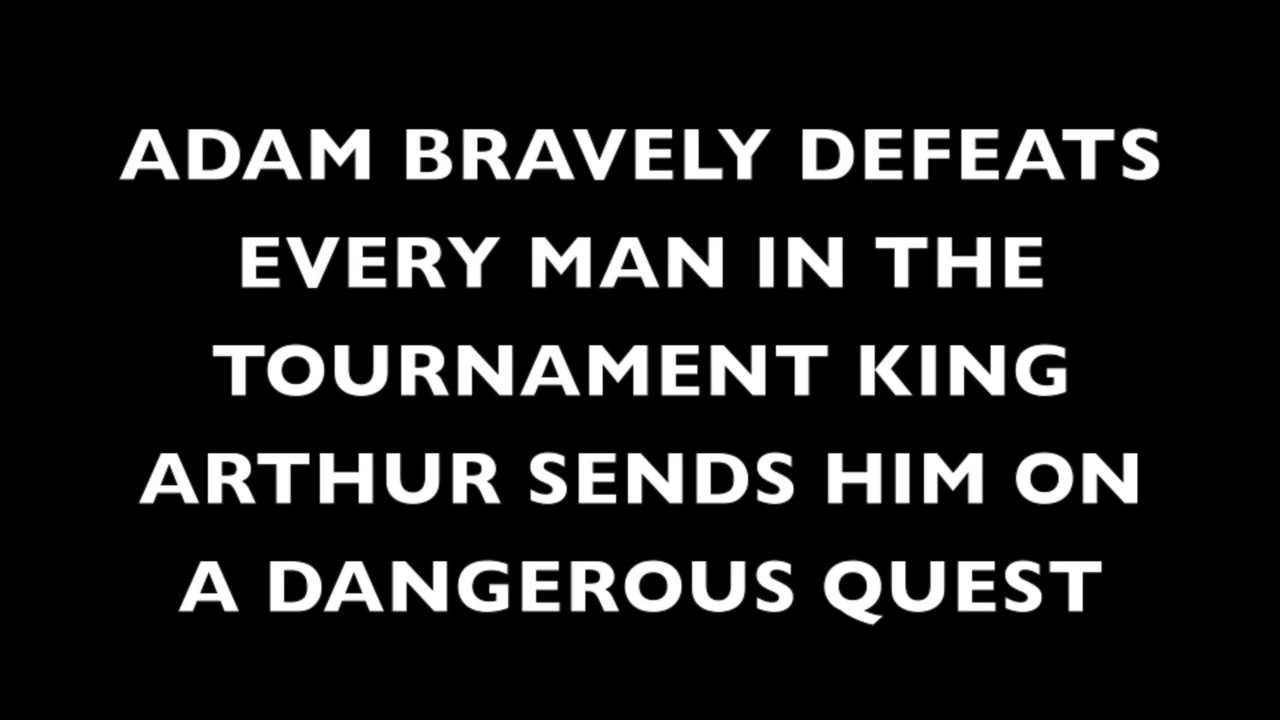 ADAM BRAVELY DEFEATS
EVERY MAN IN THE
TOURNAMENT KING
ARTHUR SENDS HIM ON
A DANGEROUS QUEST